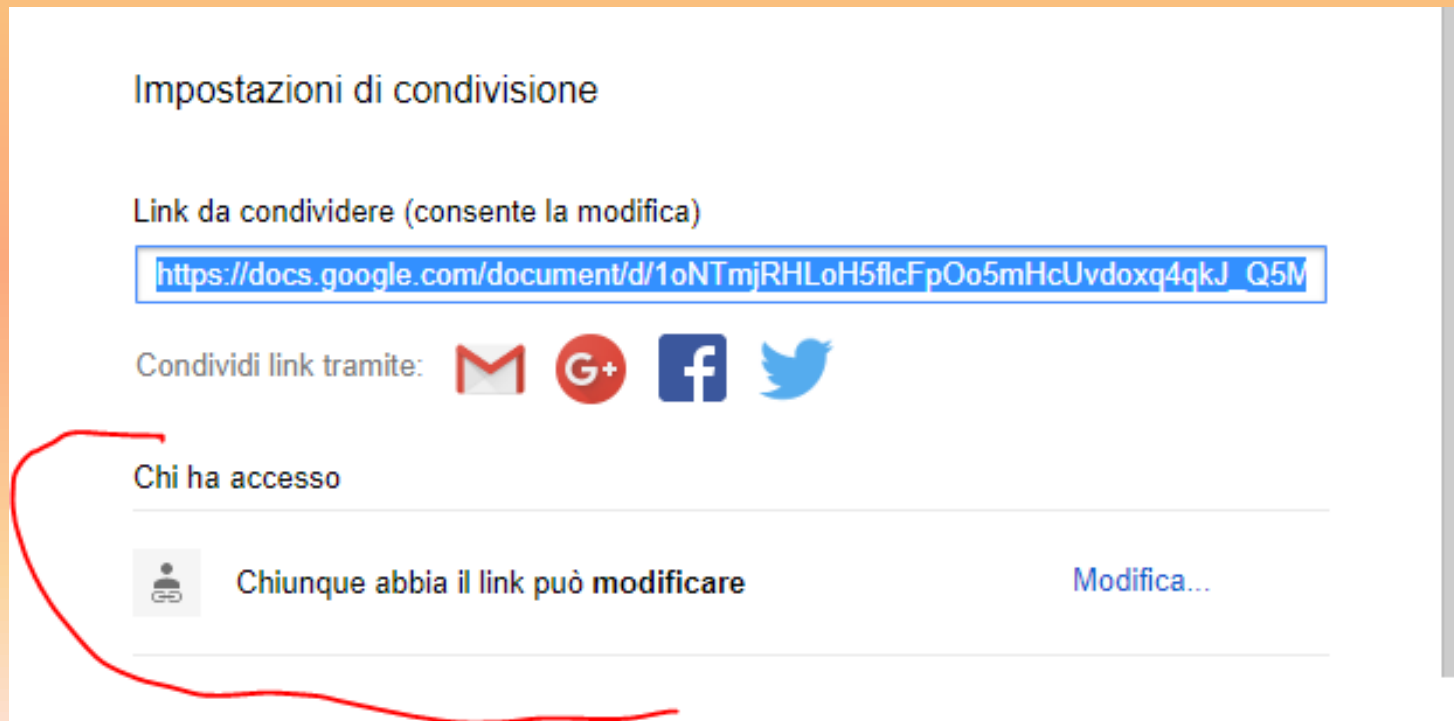 Impostazioni di condivisione
Link da condividere (consente la modifica)
https://docs.google.com/document/d/1oNTmjRHLoH5flcFpOo5mHcUvdoxq4qkJ_Q5M
Condividi link tramite:
G+
f
Chi ha accesso
Chiunque abbia il link può modificare Modifica...